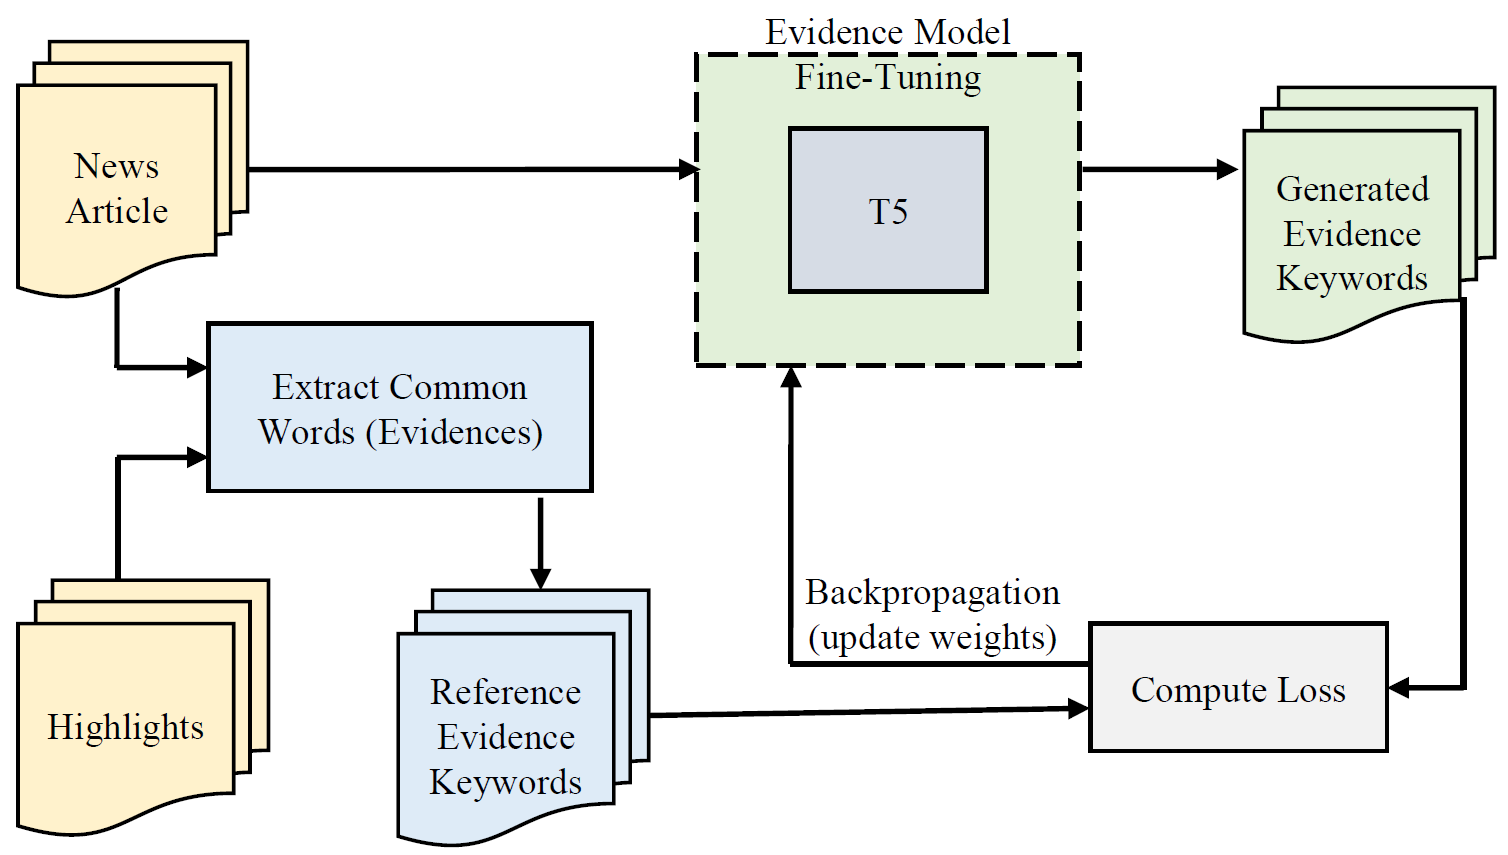 Evidence Model
Fine-Tuning
News
Article
T5
Generated
Evidence
Keywords
Extract Common
Words (Evidences)
Backpropagation
(update weights)
Highlights
Reference
Evidence
Keywords
Compute Loss